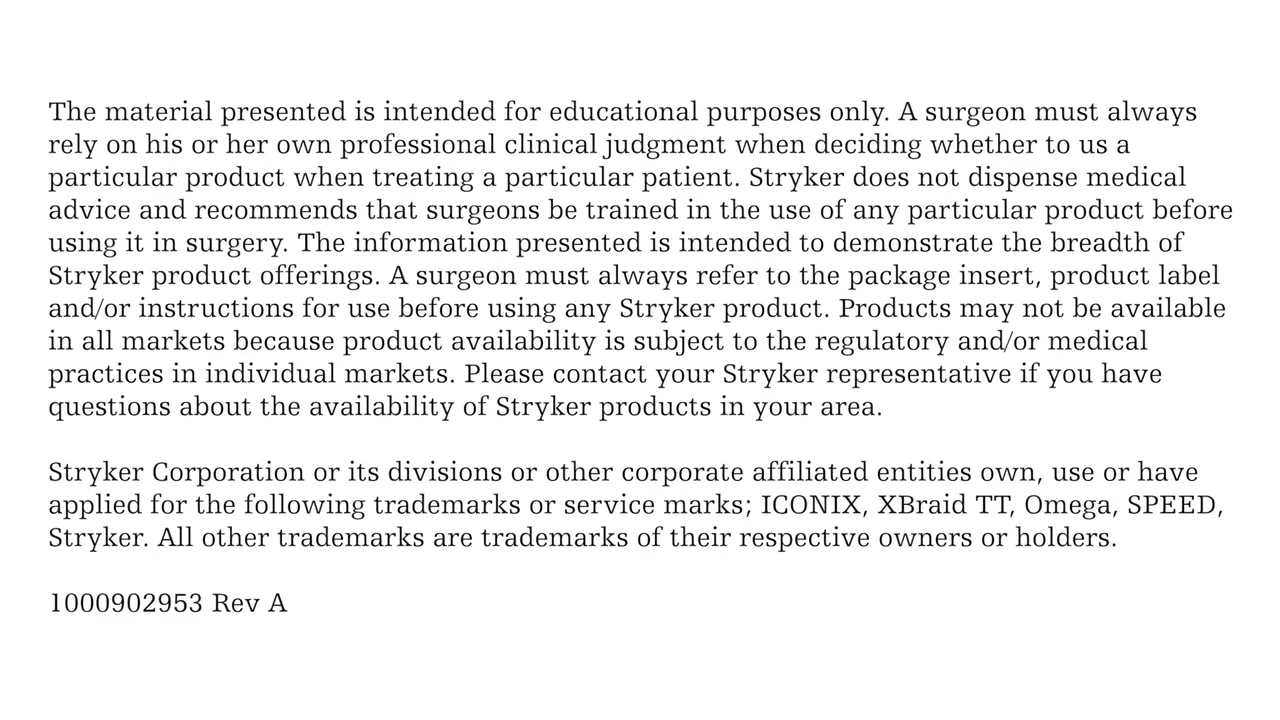 The material presented is intended for educational purposes only. A surgeon must always
rely on his or her own professional clinical judgment when deciding whether to us a
particular product when treating a particular patient. Stryker does not dispense medical
advice and recommends that surgeons be trained in the use of any particular product before
using it in surgery. The information presented is intended to demonstrate the breadth of
Stryker product offerings. A surgeon must always refer to the package insert, product label
and/or instructions for use before using any Stryker product. Products may not be available
in all markets because product availability is subject to the regulatory and/or medical
practices in individual markets. Please contact your Stryker representative if you have
questions about the availability of Stryker products in your area.
Stryker Corporation or its divisions or other corporate affiliated entities own, use or have
applied for the following trademarks or service marks; ICONIX, XBraid TT, Omega, SPEED,
Stryker. All other trademarks are trademarks of their respective owners or holders.
1000902953 Rev A